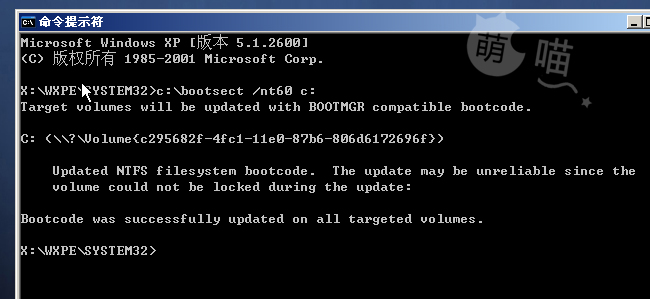 命令提示符
萌 喵
Microsoft Windows XP [版本 5.1.2600]
(C) 版权所有 1985-2001 Microsoft Corp.
X:\WXPE\SYSTEM32>c:\bootsect /nt60 c:
Target volumes will be updated with BOOTMGR compatible bootcode.
C: (\\?\Volume{c295682f-4fc1-11e0-87b6-806d6172696f})
Updated NTFS filesystem bootcode.  The update may be unreliable since the
volume could not be locked during the update:
Bootcode was successfully updated on all targeted volumes.
X:\WXPE\SYSTEM32>